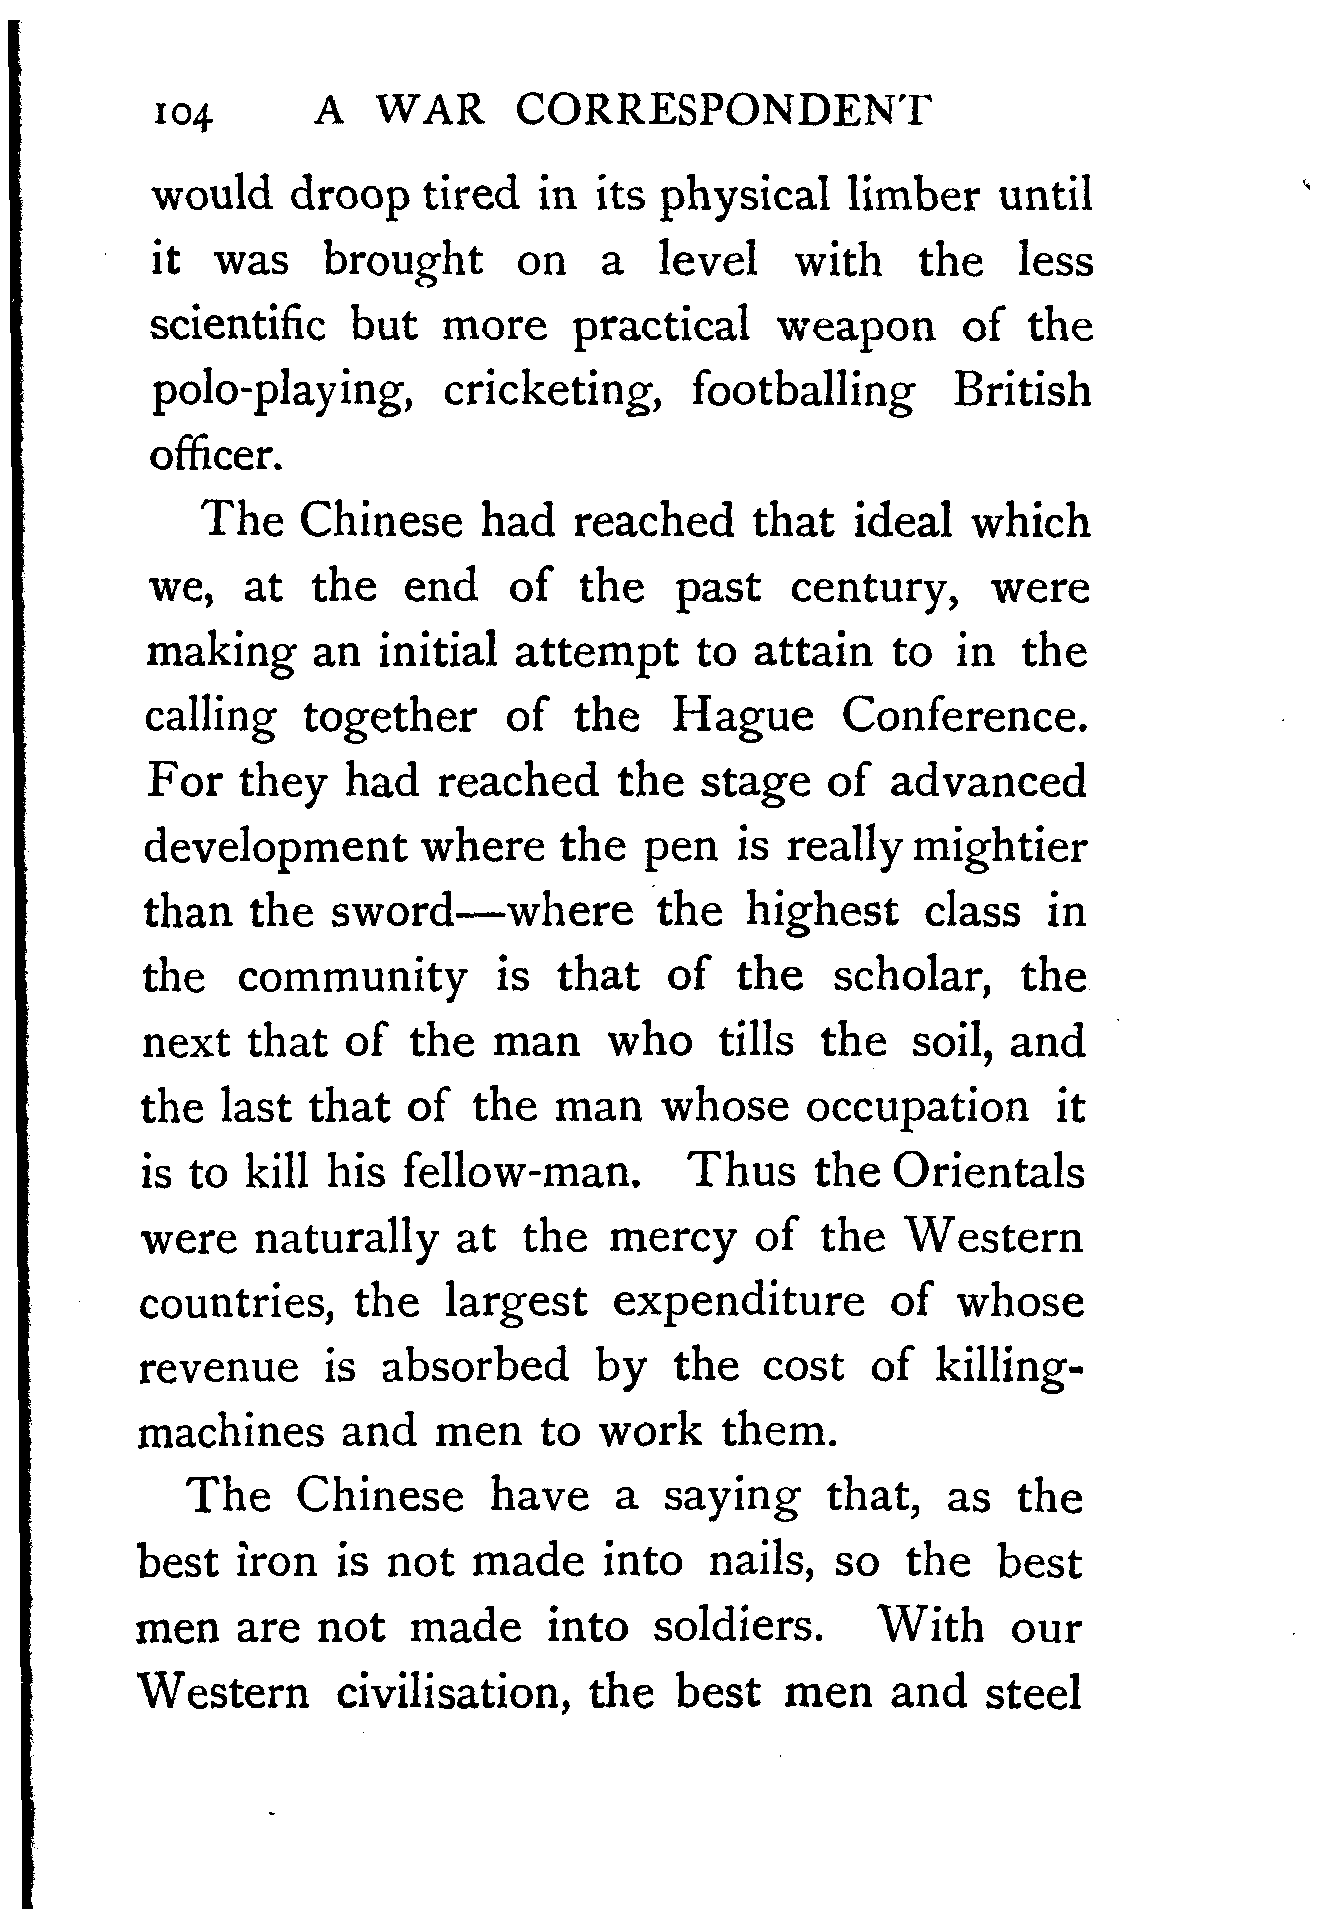 104 A WAR CORRESPONDENT
would droop tired in its physical limber until
it was brought on a level with the less
scientific but more practical weapon of the
polo-playing, cricketing, footballing British
officer.
The Chinese had reached that ideal which
we, at the end of the past century, were
making an initial attempt to attain to in the
calling together of the Hague Conference.
For they had reached the stage of advanced
development where the pen is really mightier
than the sword—where the highest class in
the community is that of the scholar, the
next that of the man who tills the soil, and
the last that of the man whose occupation it
is to kill his fellow-man. Thus the Orientals
were naturally at the mercy of the Western
countries, the largest expenditure of whose
revenue is absorbed by the cost of killing-
machines and men to work them.
The Chinese have a saying that, as the
best iron is not made into nails, so the best
men are not made into soldiers. With our
Western civilisation, the best men and steel